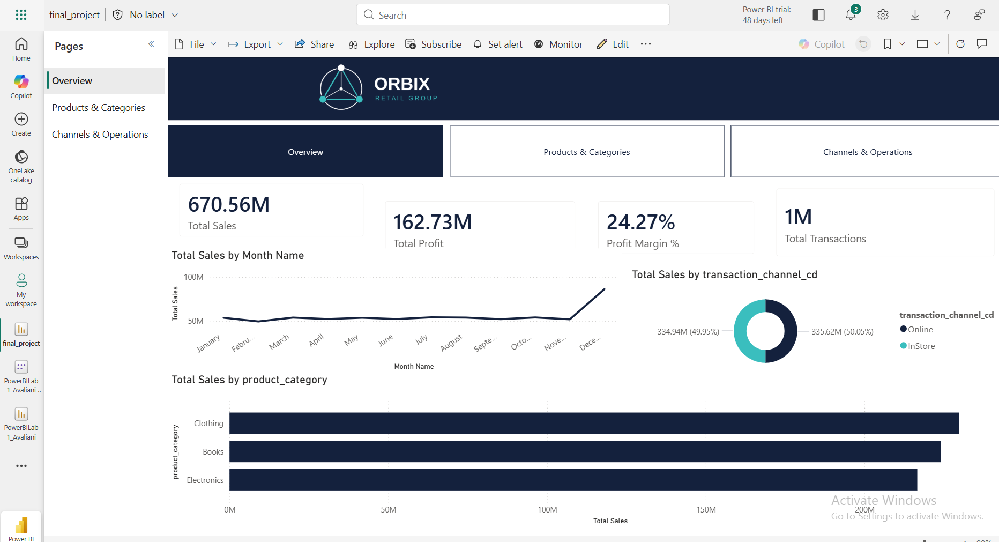 final_project
No label
Search
Power BI trial:
48 days left
3
Home
Copilot
Create
OneLake
catalog
Apps
Workspaces
My
workspace
final_project
PowerBILab
1_Avaliani ..
PowerBILab
1_Avaliani
Power BI
Pages
Overview
Products & Categories
Channels & Operations
File
Export
Share
Explore
Subscribe
Set alert
Monitor
Edit
Copilot
ORBIX
RETAIL GROUP
Overview
Products & Categories
Channels & Operations
670.56M
Total Sales
162.73M
Total Profit
24.27%
Profit Margin %
1M
Total Transactions
Total Sales by Month Name
Total Sales
100M
50M
January
Febru...
March
April
May
June
July
August
Septe...
Octo...
Nove...
Dece...
Month Name
Total Sales by transaction_channel_cd
334.94M (49.95%)
335.62M (50.05%)
transaction_channel_cd
Online
InStore
Total Sales by product_category
product_category
Clothing
Books
Electronics
0M
50M
100M
150M
200M
Total Sales
Activate Windows
Go to Settings to activate Windows.